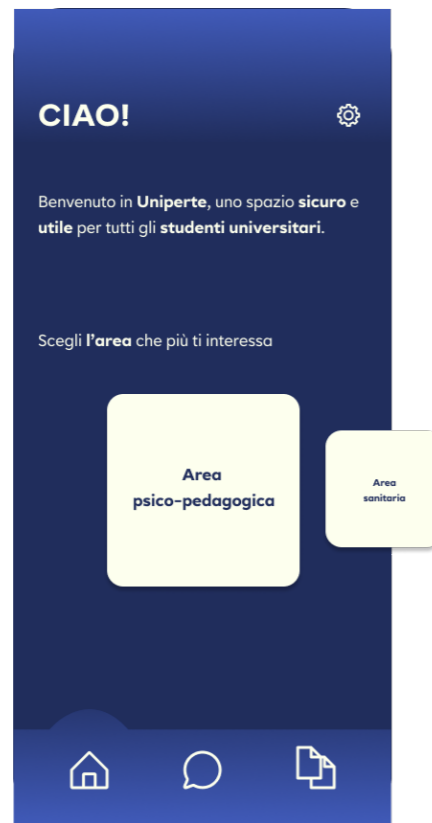 CIAO!
Benvenuto in Uniperte, uno spazio sicuro e
utile per tutti gli studenti universitari.
Scegli l'area che più ti interessa
Area
psico-pedagogica
Area
sanitaria